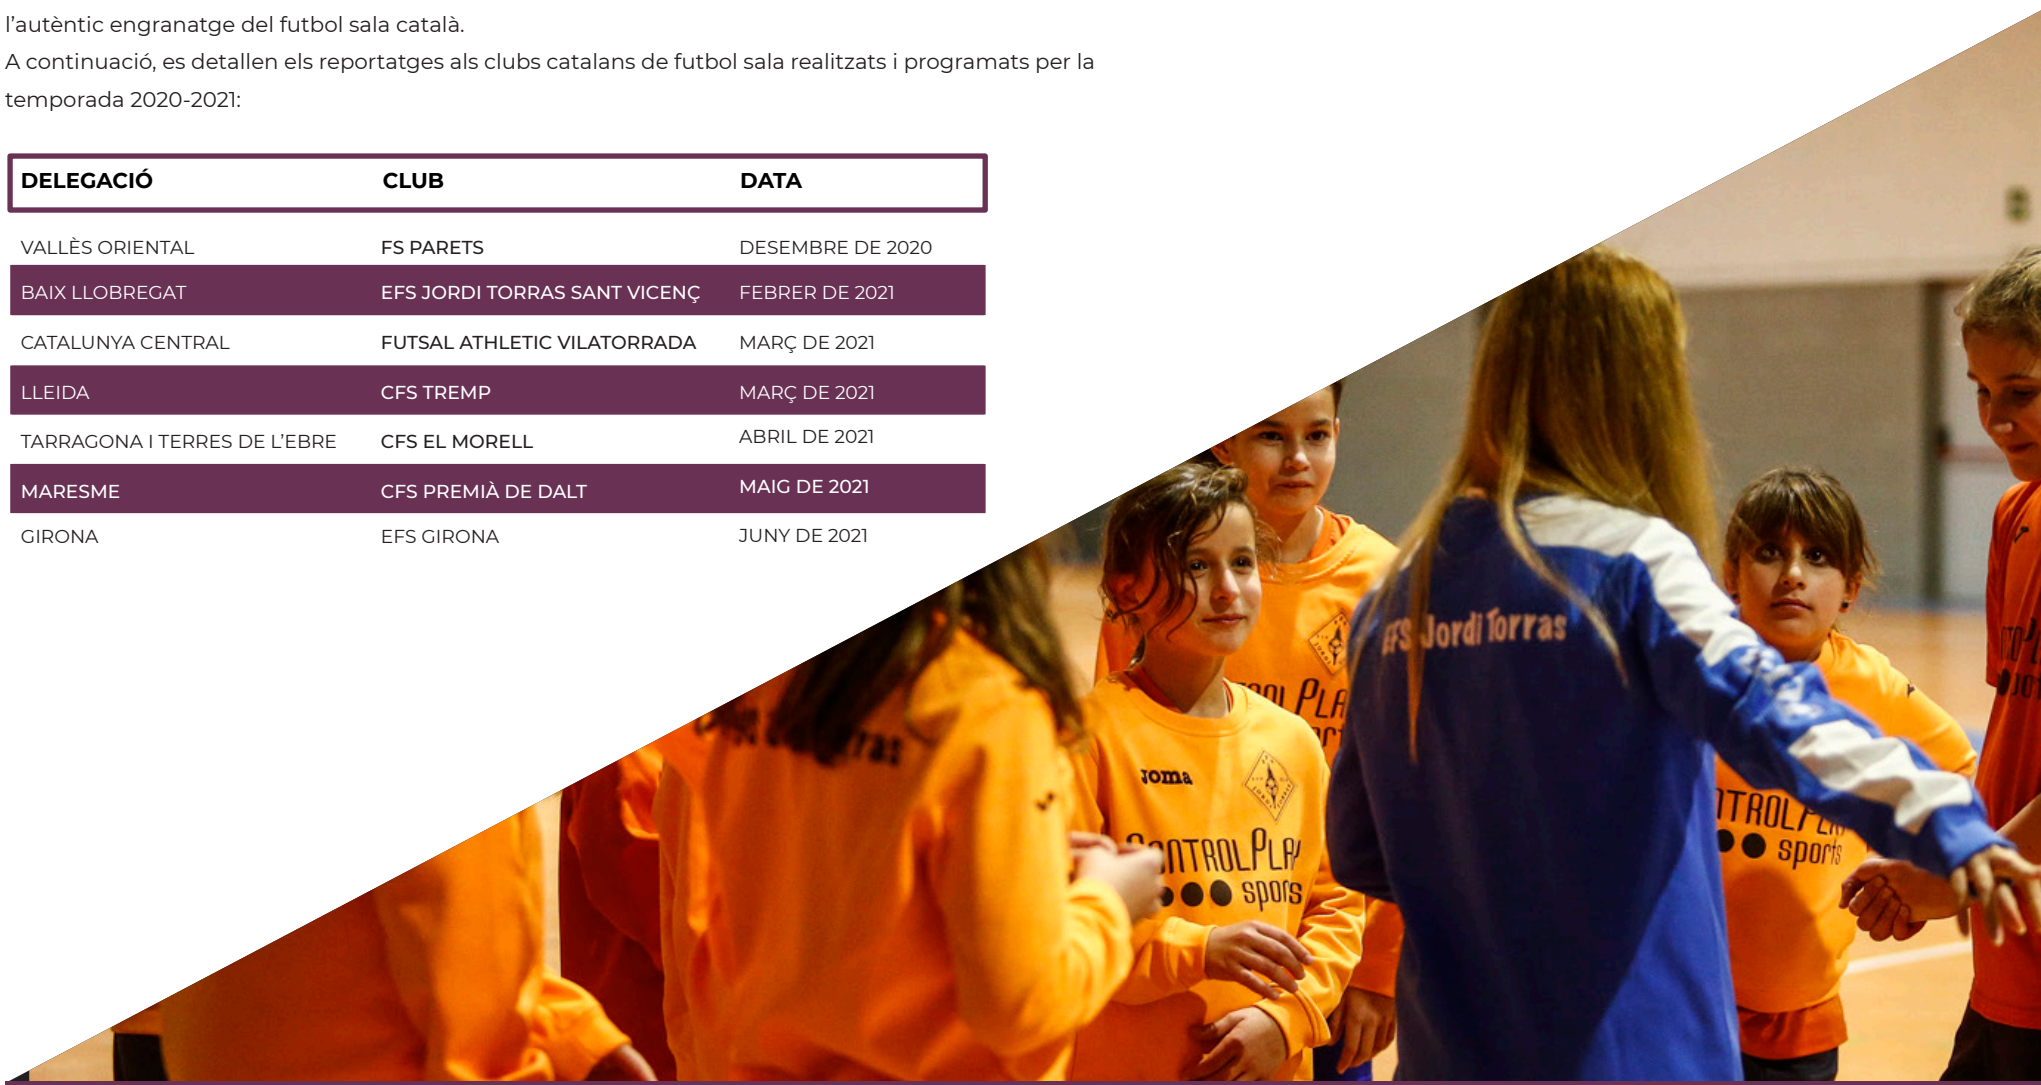 l'autèntic engranatge del futbol sala català.
A continuació, es detallen els reportatges als clubs catalans de futbol sala realitzats i programats per la
temporada 2020-2021:
DELEGACIÓ CLUB DATA
VALLÈS ORIENTAL FS PARETS DESEMBRE DE 2020
BAIX LLOBREGAT EFS JORDI TORRAS SANT VICENÇ FEBRER DE 2021
CATALUNYA CENTRAL FUTSAL ATHLETIC VILATORRADA MARÇ DE 2021
LLEIDA CFS TREMP MARÇ DE 2021
TARRAGONA I TERRES DE L'EBRE CFS EL MORELL ABRIL DE 2021
MARESME CFS PREMIÀ DE DALT MAIG DE 2021
GIRONA EFS GIRONA JUNY DE 2021
EFS Jordi Torras
Joma
CONTROLPLAY
sports
sports